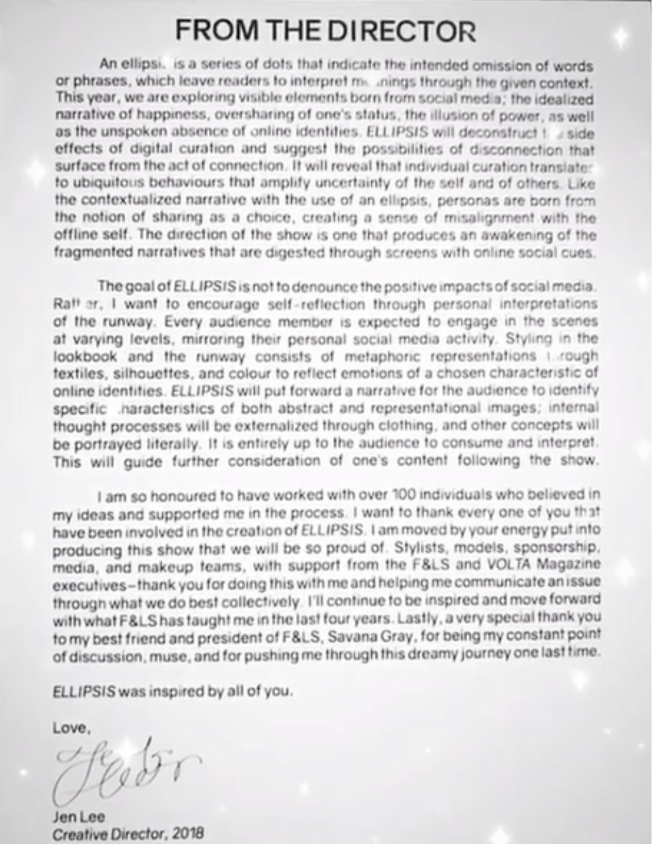 FROM THE DIRECTOR
An ellipsi. is a series of dots that indicate the intended omission of words
or phrases, which leave readers to interpret through the given context.
This year, we are exploring visible elements born from social media; the idealized
narrative of happiness, oversharing of one's status, the illusion of power, as well
as the unspoken absence of online identities. ELLIPSIS will deconstruct side
effects of digital curation and suggest the possibilities of disconnection that
surface from the act of connection. It will reveal that individual curation translate
to ubiquitous behaviours that amplify uncertainty of the self and of others. Like
the contextualized narrative with the use of an ellipsis, personas are born from
the notion of sharing as a choice, creating a sense of misalignment with the
offline self. The direction of the show is one that produces an awakening of the
fragmented narratives that are digested through screens with online social cues.
The goal of ELLIPSIS is not to denounce the positive impacts of social media.
I want to encourage self-reflection through personal interpretations
of the runway. Every audience member is expected to engage in the scenes
at varying levels, mirroring their personal social media activity. Styling in the
lookbook and the runway consists of metaphoric representations
textiles, silhouettes, and colour to reflect emotions of a chosen characteristic of
online identities. ELLIPSIS will put forward a narrative for the audience to identify
specific haracteristics of both abstract and representational images; internal
thought processes will be externalized through clothing, and other concepts will
be portrayed literally. It is entirely up to the audience to consume and interpret.
This will guide further consideration of one's content following the show.
I am so honoured to have worked with over 100 individuals who believed in
my ideas and supported me in the process. I want to thank every one of you that
have been involved in the creation of ELLIPSIS. I am moved by your energy put into
producing this show that we will be so proud of. Stylists, models, sponsorship,
media, and makeup teams, with support from the F&LS and VOLTA Magazine
executives–thank you for doing this with me and helping me communicate an issue
through what we do best collectively. I'll continue to be inspired and move forward
with what F&LS has taught me in the last four years. Lastly, a very special thank you
to my best friend and president of F&LS, Savana Gray, for being my constant point
of discussion, muse, and for pushing me through this dreamy journey one last time.
ELLIPSIS was inspired by all of you.
Love,
Jen Lee
Creative Director, 2018